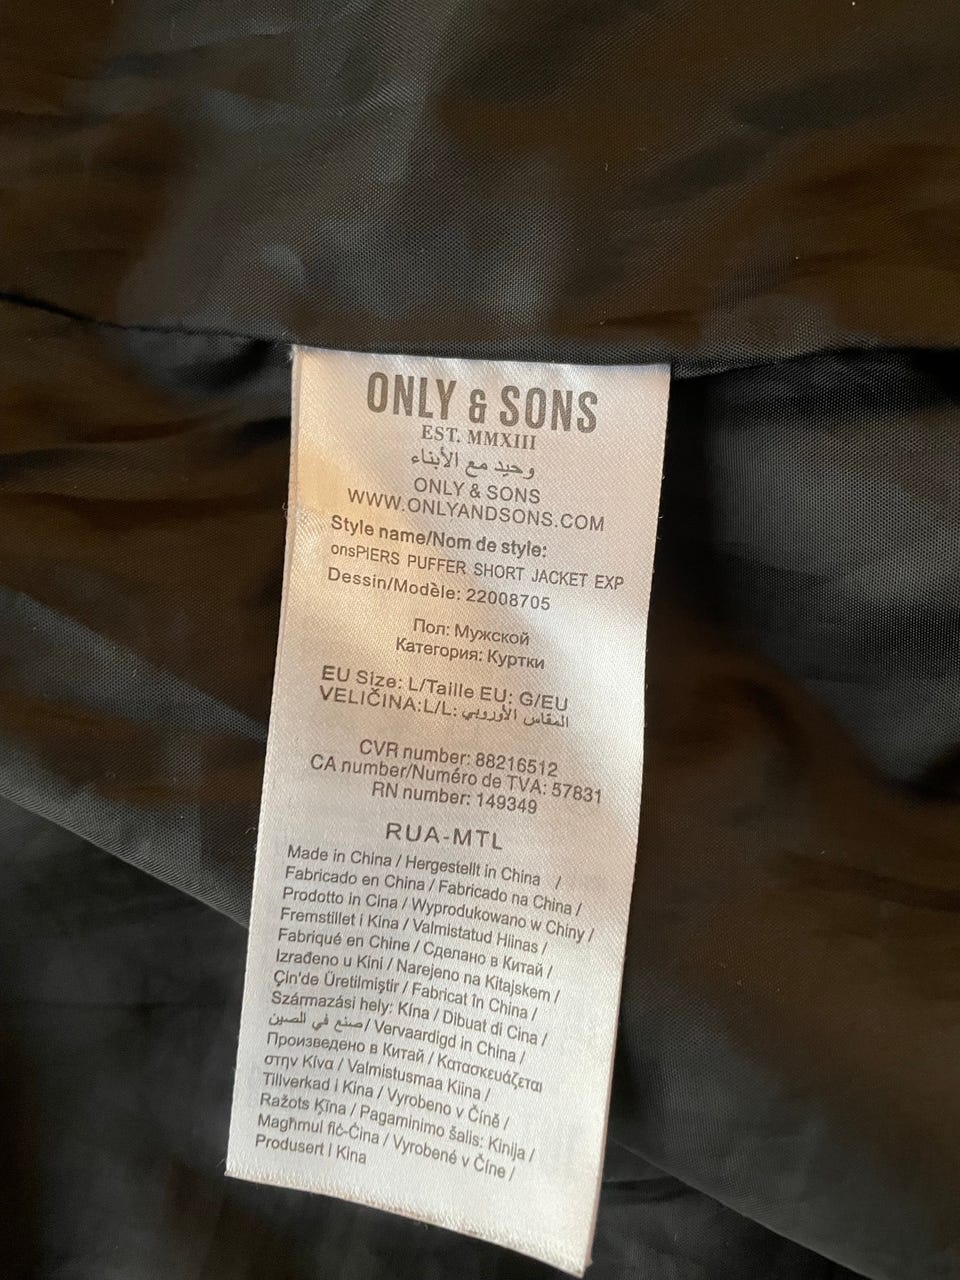 ONLY & SONS
EST. MMXIII
وحيد مع الأبناء
ONLY & SONS
WWW.ONLYANDSONS.COM
Style name/Nom de style:
onsPIERS PUFFER SHORT JACKET EXP
Dessin/Modèle: 22008705
Пол: Мужской
Категория: Куртки
EU Size: L/Taille EU: G/EU
VELIČINA:L/L: المقاس الأوروبي
CVR number: 88216512
CA number/Numéro de TVA: 57831
RN number: 149349
RUA-MTL
Made in China / Hergestellt in China /
Fabricado en China / Fabricado na China /
Prodotto in Cina / Wyprodukowano w Chiny /
Fremstillet i Kina / Valmistatud Hiinas /
Fabriqué en Chine / Сделано в Китай /
Izrađeno u Kini / Narejeno na Kitajskem /
Çin'de Üretilmiştir / Fabricat în China /
Származási hely: Kína / Dibuat di Cina /
صنع في للصين / Vervaardigd in China /
Произведено в Китай / Κατασκευάζεται
στην Κίνα / Valmistusmaa Kiina /
Tillverkad i Kina / Vyrobeno v Číně /
Ražots Ķīna / Pagaminimo šalis: Kinija /
Magħmul fiċ-Ċina / Vyrobené v Číne /
Produsert i Kina